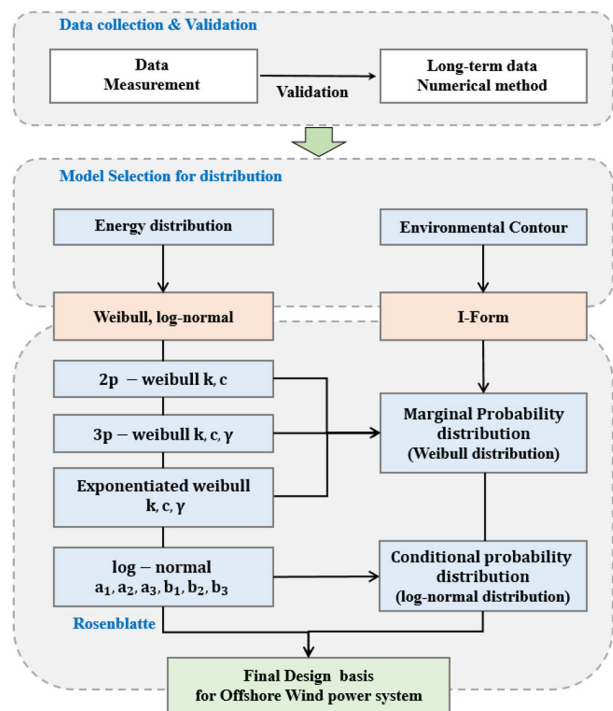 Data collection & Validation
Data
Measurement
Validation
Long-term data
Numerical method
Model Selection for distribution
Energy distribution
Environmental Contour
Weibull, log-normal
I-Form
2p − weibull k, c
3p − weibull k, c, γ
Exponentiated weibull
k, c, γ
Marginal Probability
distribution
(Weibull distribution)
log − normal
a₁, a₂, a₃, b₁, b₂, b₃
Conditional probability
distribution
(log-normal distribution)
Rosenblatte
Final Design basis
for Offshore Wind power system